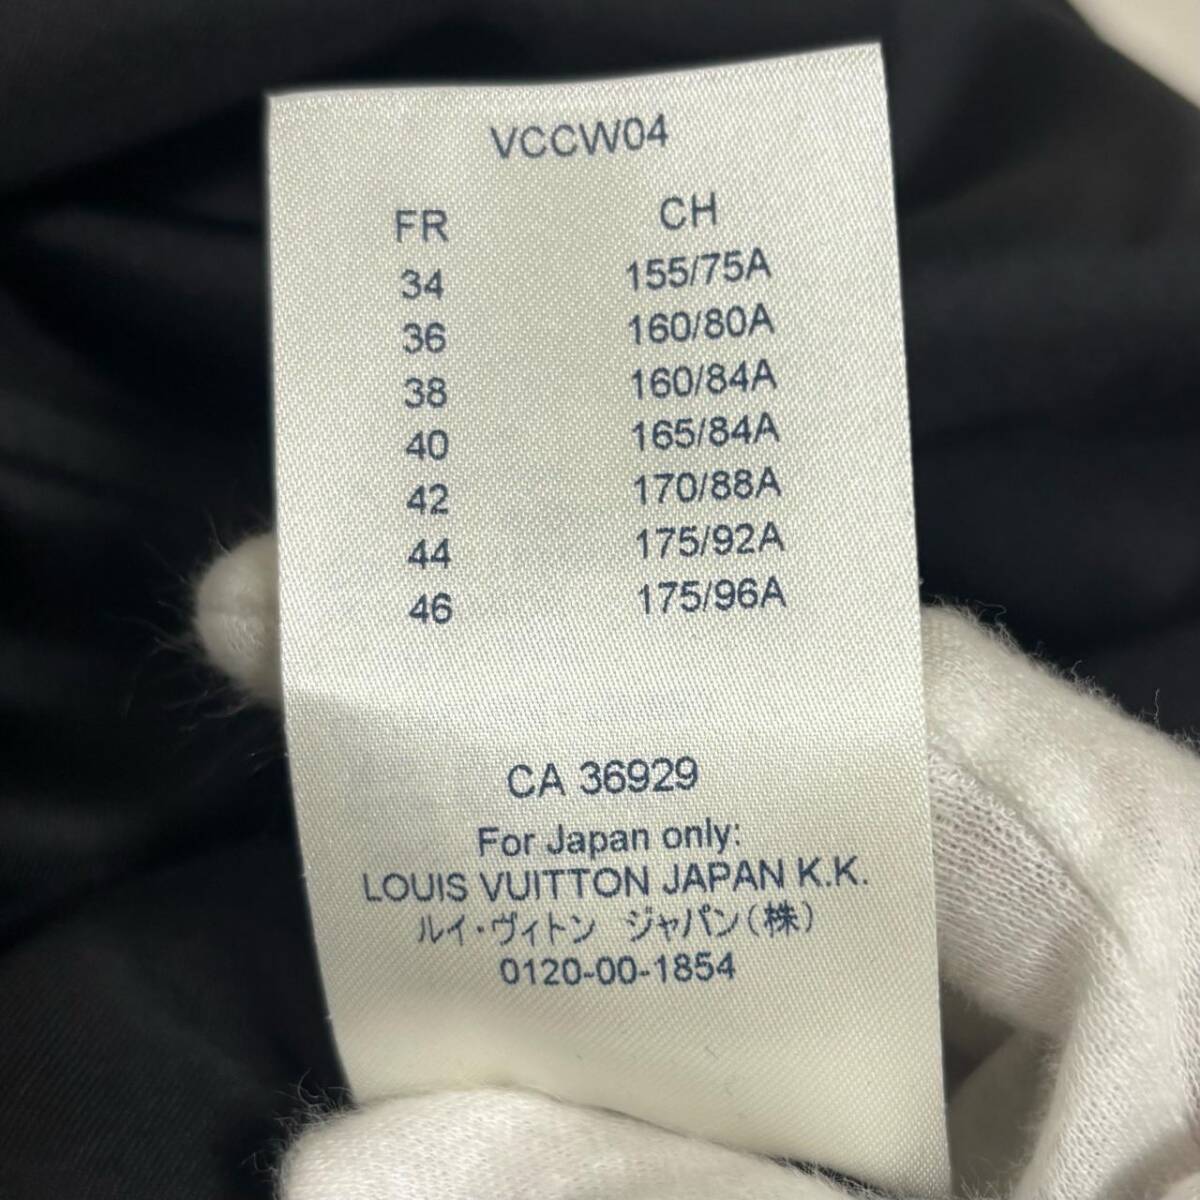 VCCW04
FR CH
34 155/75A
36 160/80A
38 160/84A
40 165/84A
42 170/88A
44 175/92A
46 175/96A
CA 36929
For Japan only:
LOUIS VUITTON JAPAN K.K.
ルイ・ヴィトン ジャパン(株)
0120-00-1854